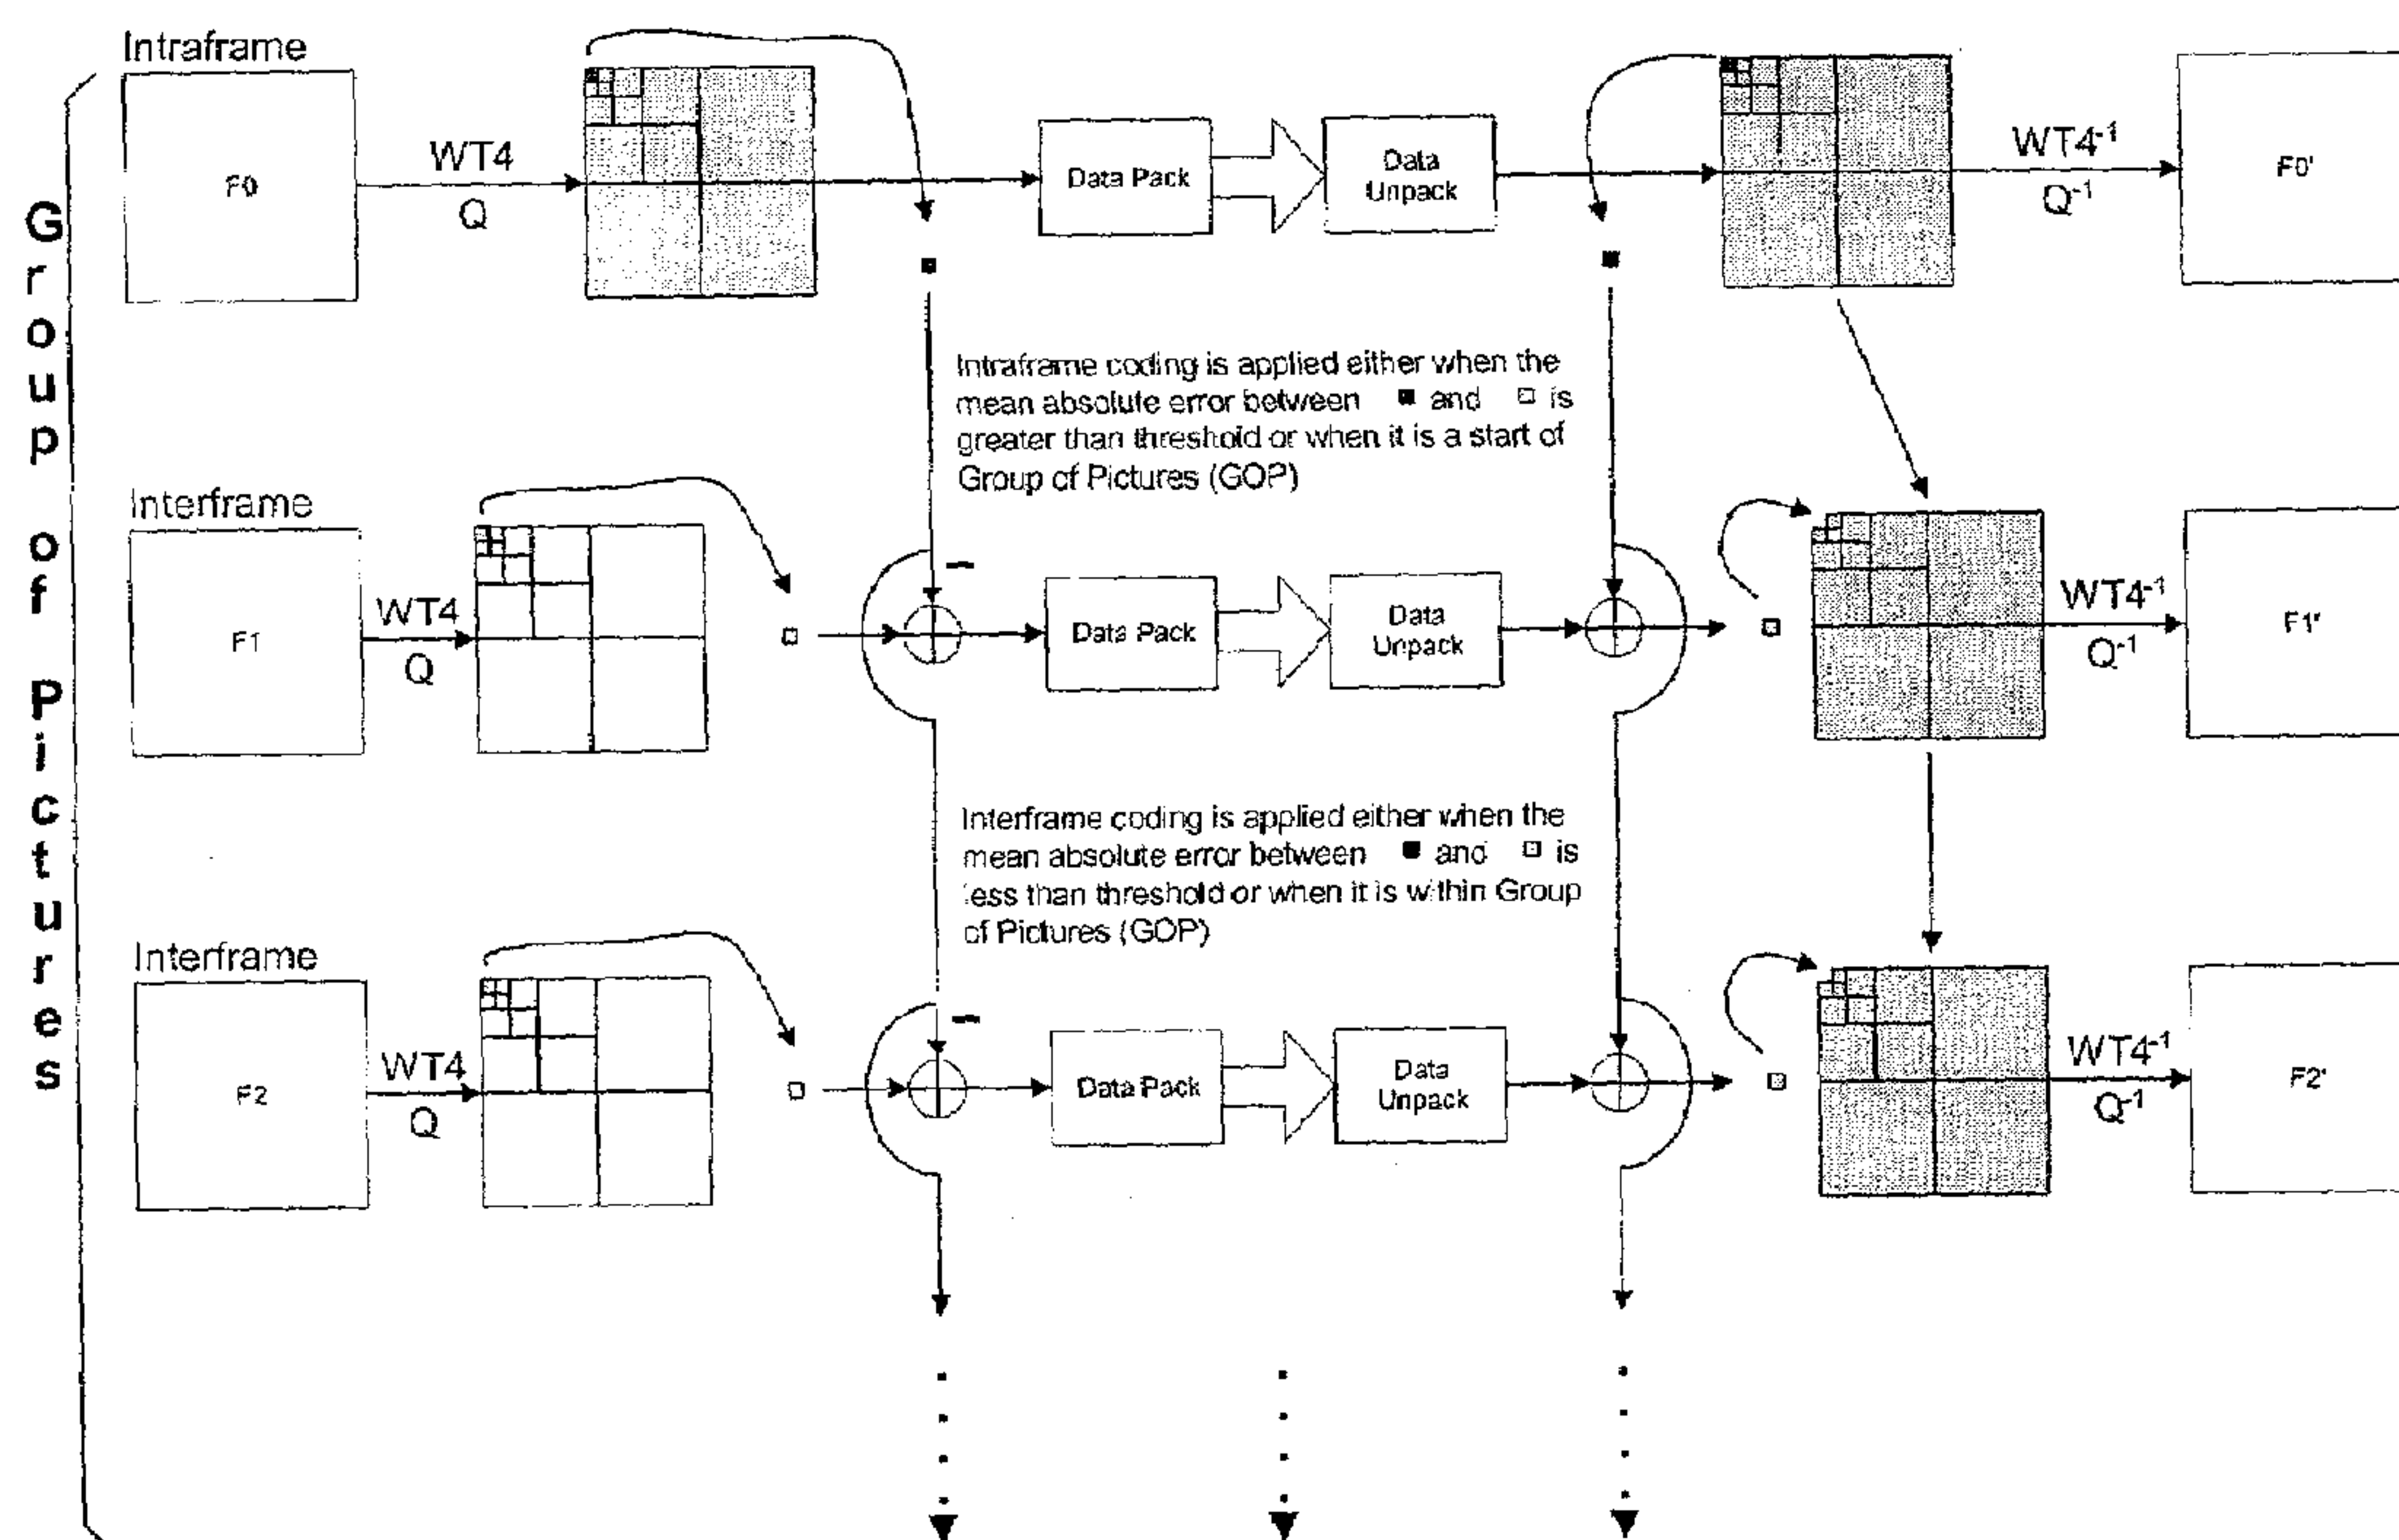 Group of Pictures
Intraframe
F0
WT4
Q
Data Pack
Data
Unpack
WT4-1
Q-1
F0'
Intraframe coding is applied either when the
mean absolute error between and is
greater than threshold or when it is a start of
Group of Pictures (GOP)
Interframe
F1
WT4
Q
–
Data Pack
Data
Unpack
WT4-1
Q-1
F1'
Interframe coding is applied either when the
mean absolute error between and is
less than threshold or when it is within Group
of Pictures (GOP)
Interframe
F2
WT4
Q
–
Data Pack
Data
Unpack
WT4-1
Q-1
F2'